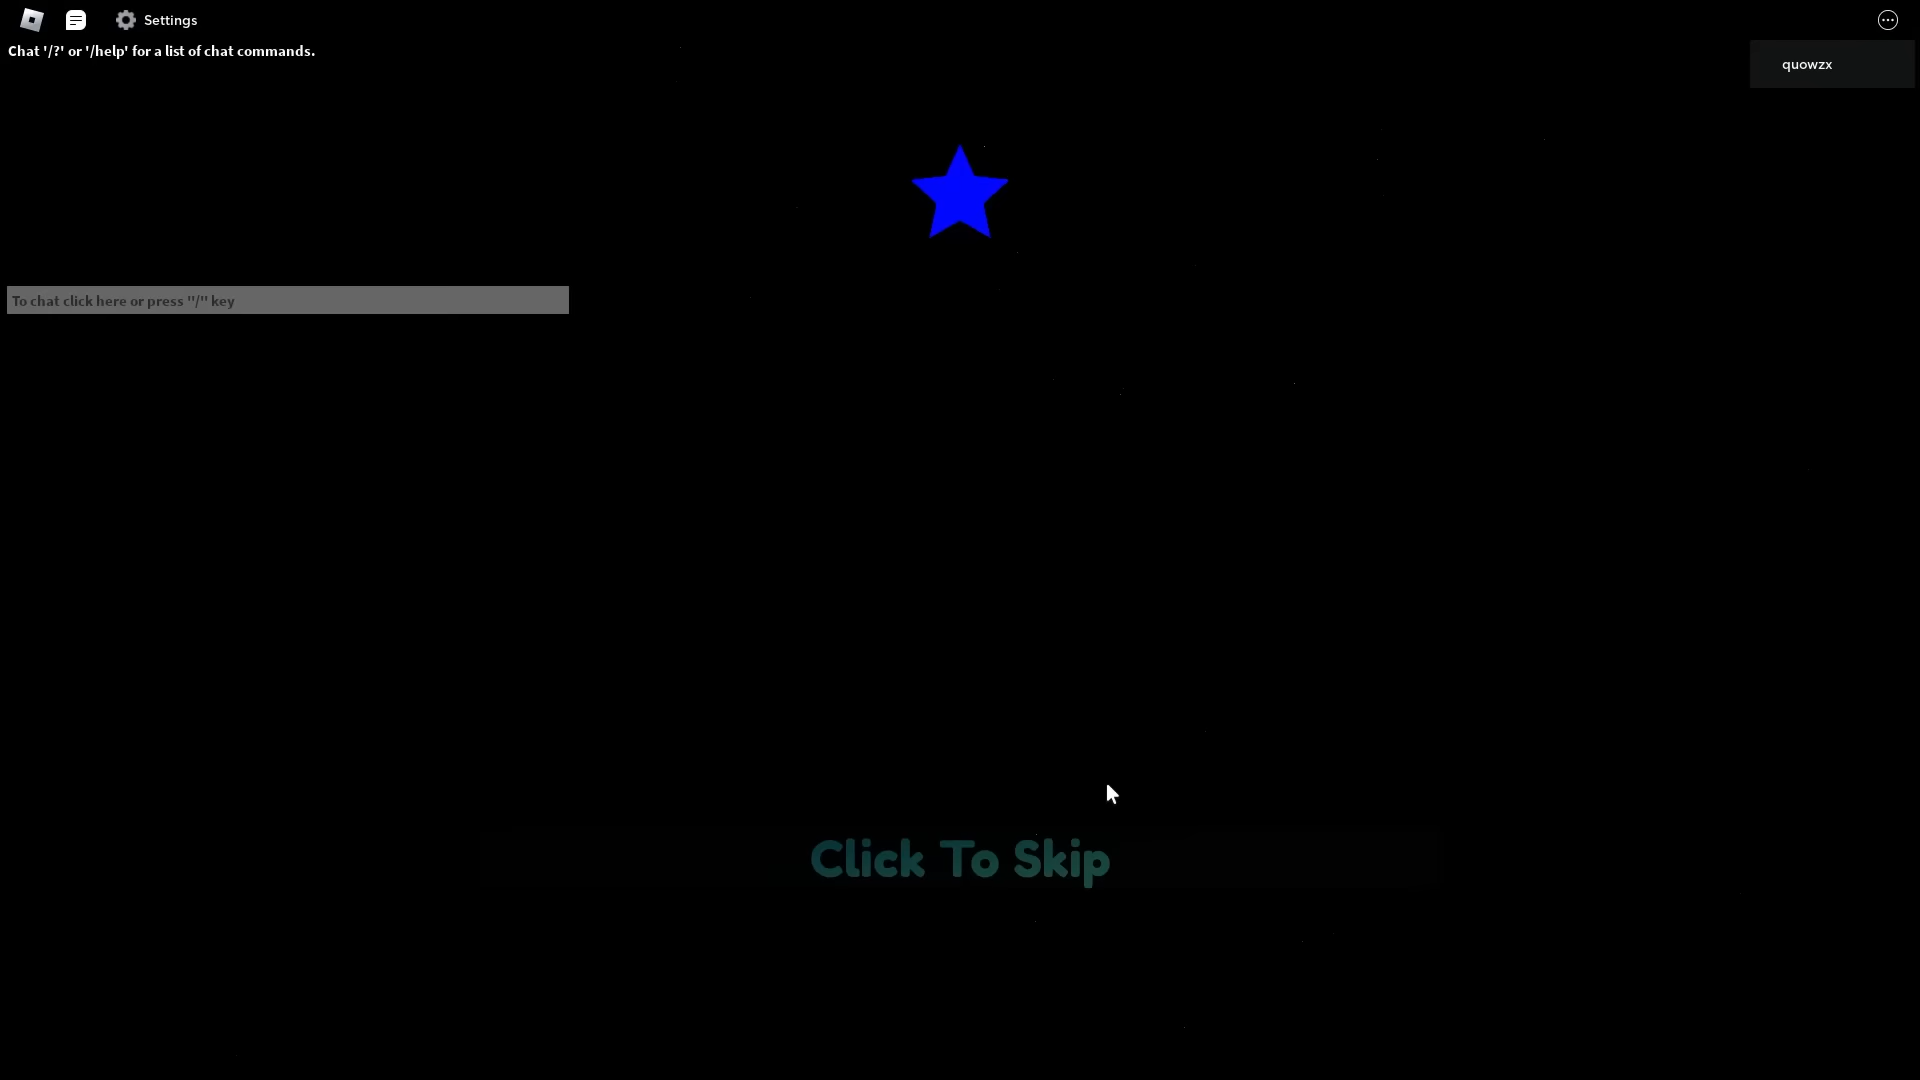 Settings
Chat '/?' or '/help' for a list of chat commands.
quowzx
To chat click here or press "/" key
Click To Skip